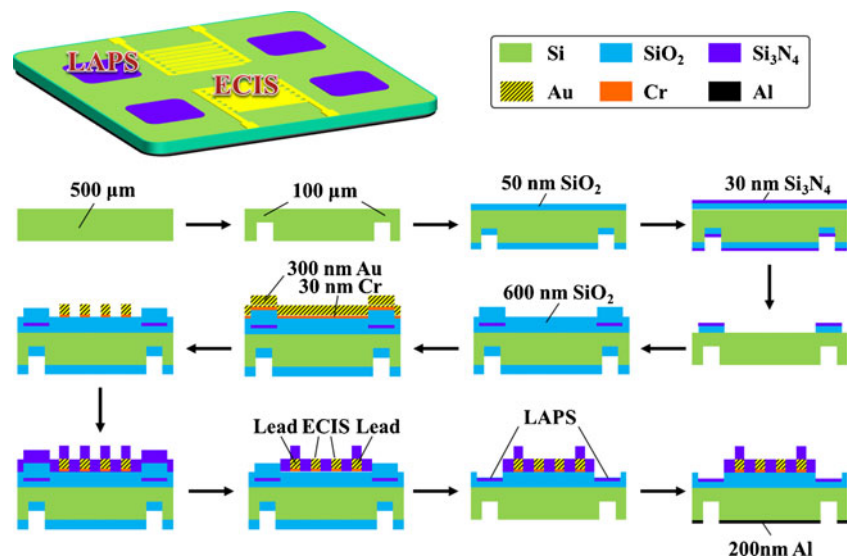 LAPS
ECIS
Si
SiO₂
Si₃N₄
Au
Cr
Al
500 μm
100 μm
50 nm SiO₂
30 nm Si₃N₄
300 nm Au
30 nm Cr
600 nm SiO₂
Lead ECIS Lead
LAPS
200nm Al